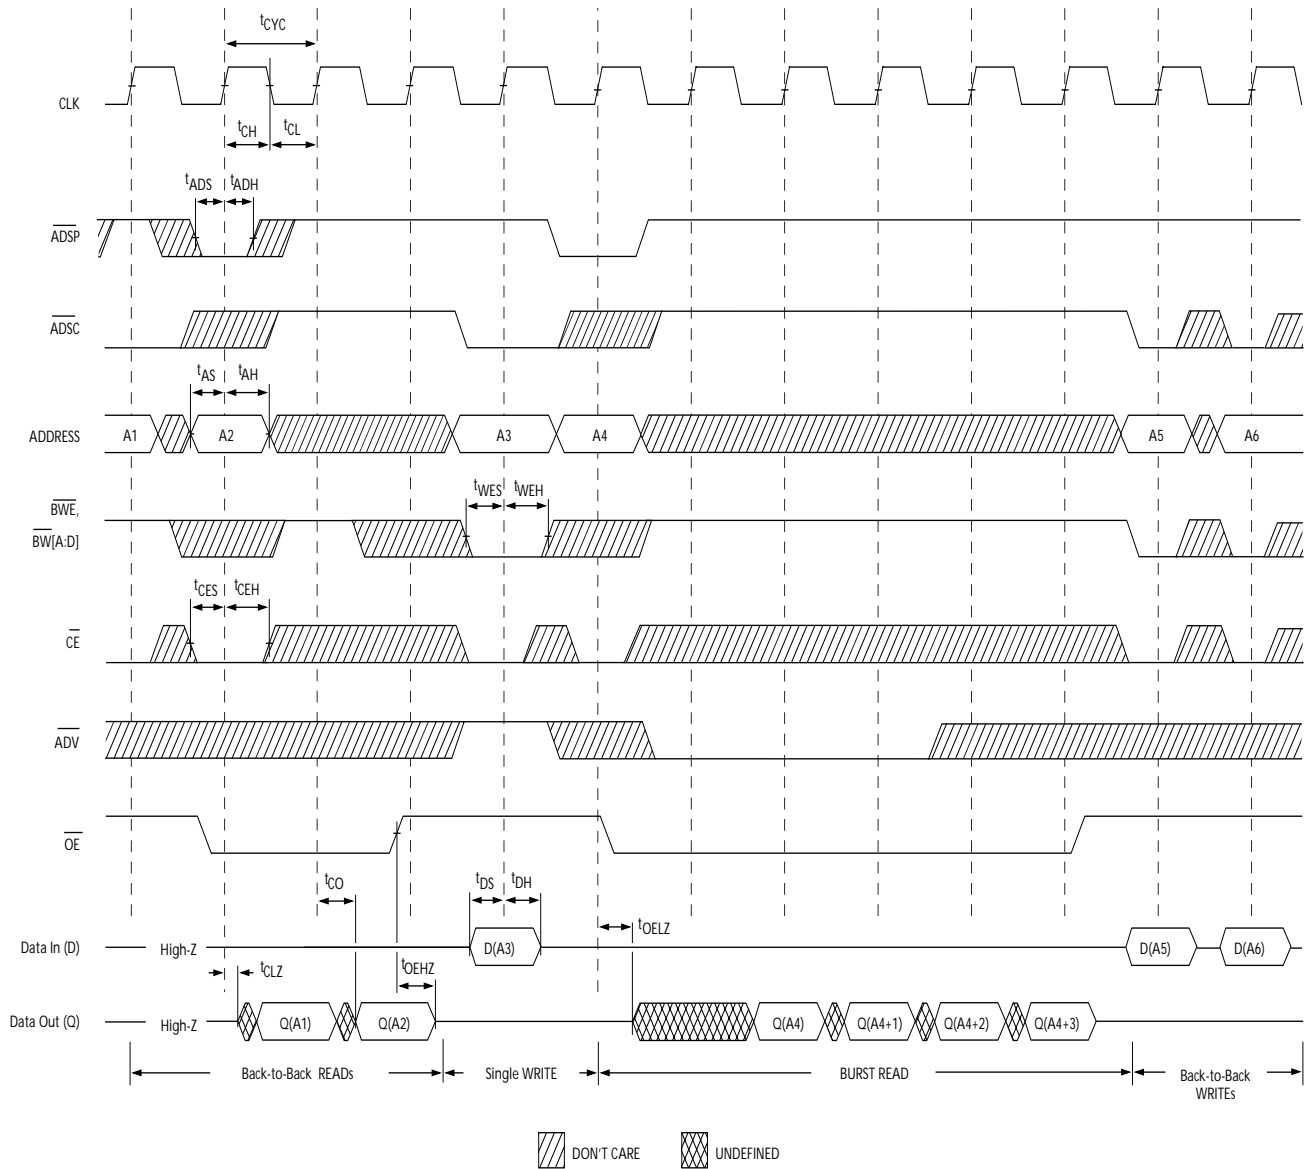 tCYC
CLK
tCH
tCL
tADS
tADH
ADSP
ADSC
tAS
tAH
ADDRESS
A1
A2
A3
A4
A5
A6
tWES
tWEH
BWE,
BW[A:D]
tCES
tCEH
CE
ADV
OE
tCO
tDS
tDH
tOELZ
Data In (D)
High-Z
D(A3)
D(A5)
D(A6)
tCLZ
tOEHZ
Data Out (Q)
High-Z
Q(A1)
Q(A2)
Q(A4)
Q(A4+1)
Q(A4+2)
Q(A4+3)
Back-to-Back READs
Single WRITE
BURST READ
Back-to-Back
WRITEs
DON'T CARE
UNDEFINED